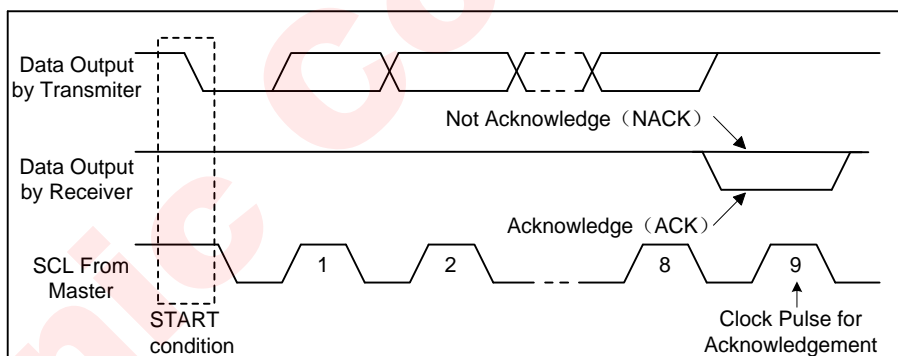 Data Output
by Transmiter
Not Acknowledge（NACK）
Data Output
by Receiver
Acknowledge（ACK）
SCL From
Master
1
2
8
9
START
condition
Clock Pulse for
Acknowledgement